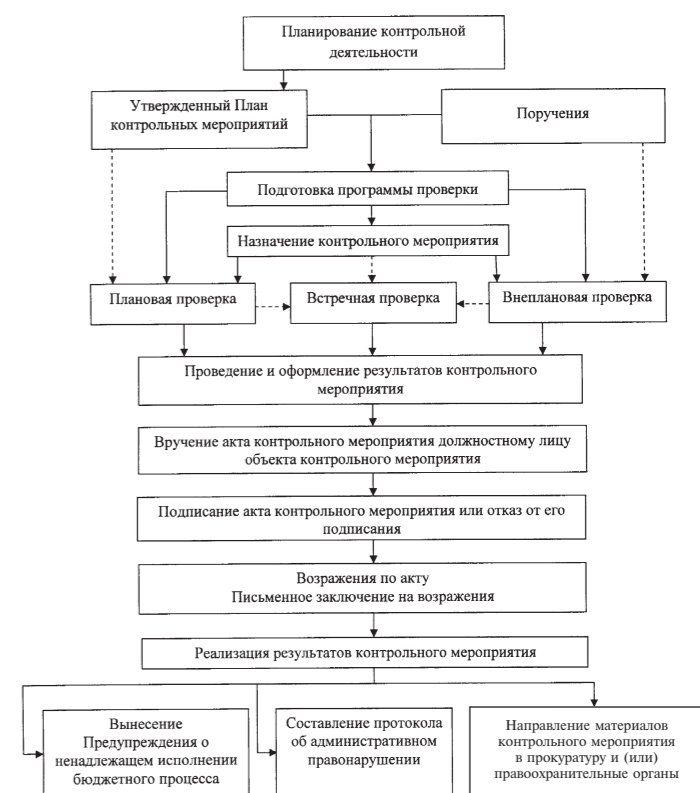 Планирование контрольной
деятельности
Утвержденный План
контрольных мероприятий
Поручения
Подготовка программы проверки
Назначение контрольного мероприятия
Плановая проверка
Встречная проверка
Внеплановая проверка
Проведение и оформление результатов контрольного
мероприятия
Вручение акта контрольного мероприятия должностному лицу
объекта контрольного мероприятия
Подписание акта контрольного мероприятия или отказ от его
подписания
Возражения по акту
Письменное заключение на возражения
Реализация результатов контрольного мероприятия
Вынесение
Предупреждения о
ненадлежащем исполнении
бюджетного процесса
Составление протокола
об административном
правонарушении
Направление материалов
контрольного мероприятия
в прокуратуру и (или)
правоохранительные органы